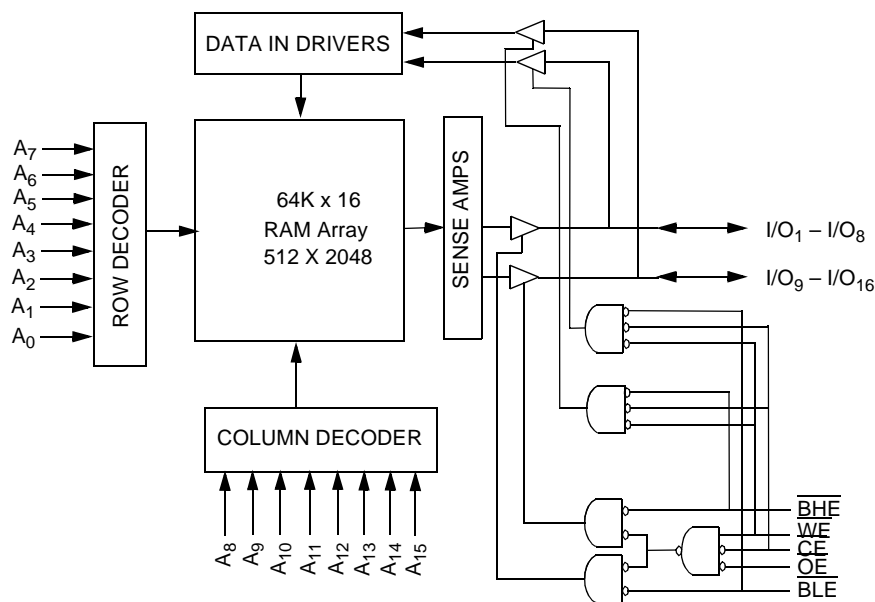 DATA IN DRIVERS
A7
A6
A5
A4
A3
A2
A1
A0
ROW DECODER
64K x 16
RAM Array
512 X 2048
SENSE AMPS
I/O1 – I/O8
I/O9 – I/O16
COLUMN DECODER
A8
A9
A10
A11
A12
A13
A14
A15
BHE
WE
CE
OE
BLE